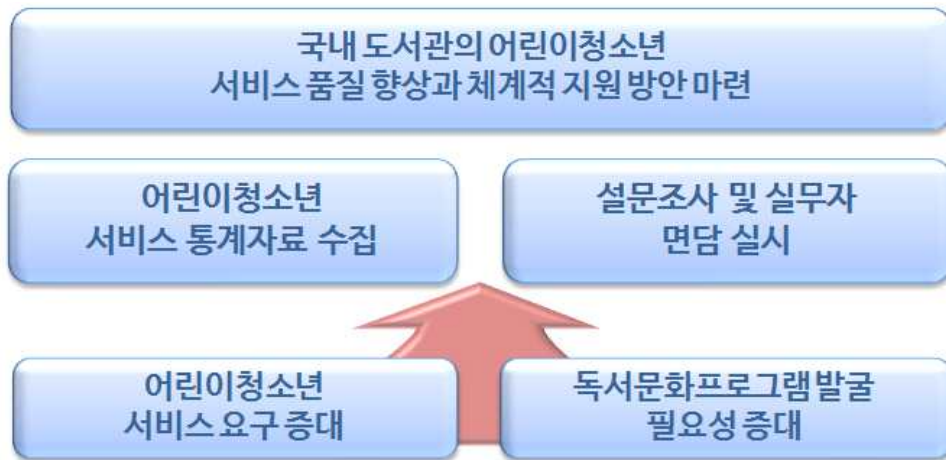 국내 도서관의 어린이청소년
서비스 품질 향상과 체계적 지원 방안 마련
어린이청소년
서비스 통계자료 수집
설문조사 및 실무자
면담 실시
어린이청소년
서비스 요구 증대
독서문화프로그램 발굴
필요성 증대